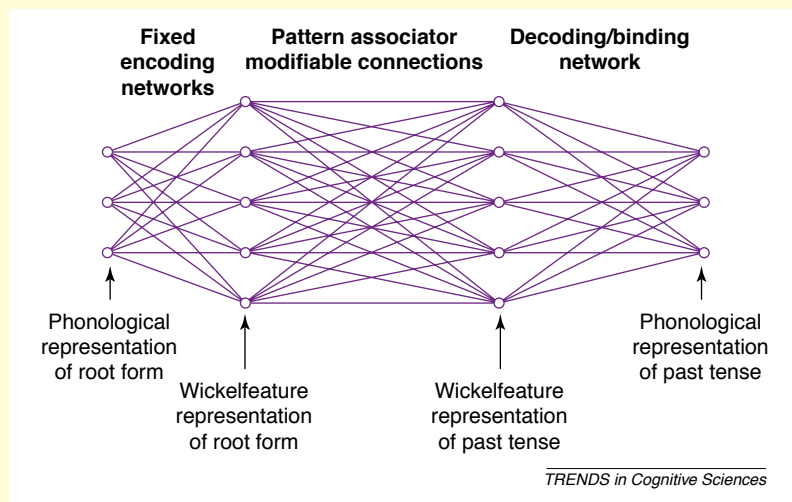 Fixed
encoding
networks
Pattern associator
modifiable connections
Decoding/binding
network
Phonological
representation
of root form
Wickelfeature
representation
of root form
Wickelfeature
representation
of past tense
Phonological
representation
of past tense
TRENDS in Cognitive Sciences